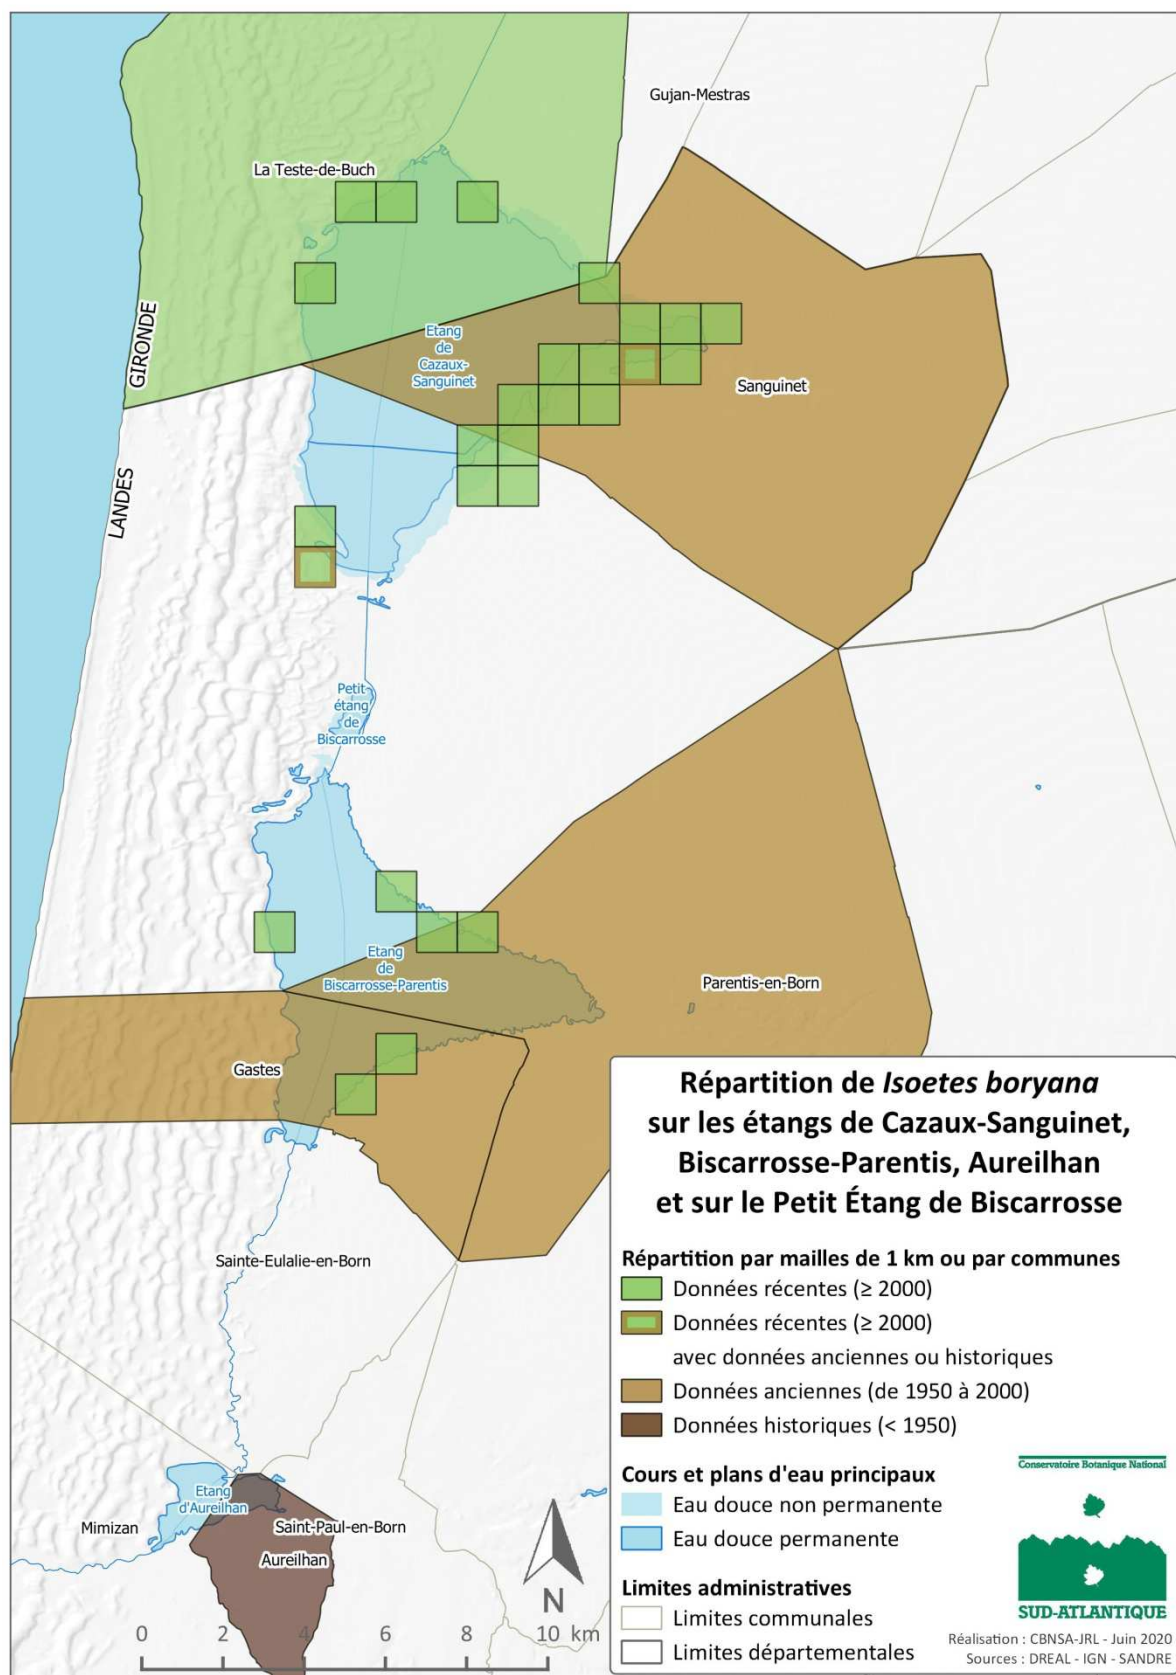 Gujan-Mestras
La Teste-de-Buch
GIRONDE
Etang
de
Cazaux-
Sanguinet
Sanguinet
LANDES
Petit
étang
de
Biscarrosse
Etang
de
Biscarrosse-Parentis
Parentis-en-Born
Gastes
Sainte-Eulalie-en-Born
Etang
d'Aureilhan
Mimizan
Saint-Paul-en-Born
Aureilhan
N
0 2 4 6 8 10 km
Répartition de Isoetes boryana
sur les étangs de Cazaux-Sanguinet,
Biscarrosse-Parentis, Aureilhan
et sur le Petit Étang de Biscarrosse
Répartition par mailles de 1 km ou par communes
Données récentes (≥ 2000)
Données récentes (≥ 2000)
avec données anciennes ou historiques
Données anciennes (de 1950 à 2000)
Données historiques (< 1950)
Cours et plans d'eau principaux
Eau douce non permanente
Eau douce permanente
Limites administratives
Limites communales
Limites départementales
Conservatoire Botanique National
SUD-ATLANTIQUE
Réalisation : CBNSA-JRL - Juin 2020
Sources : DREAL - IGN - SANDRE